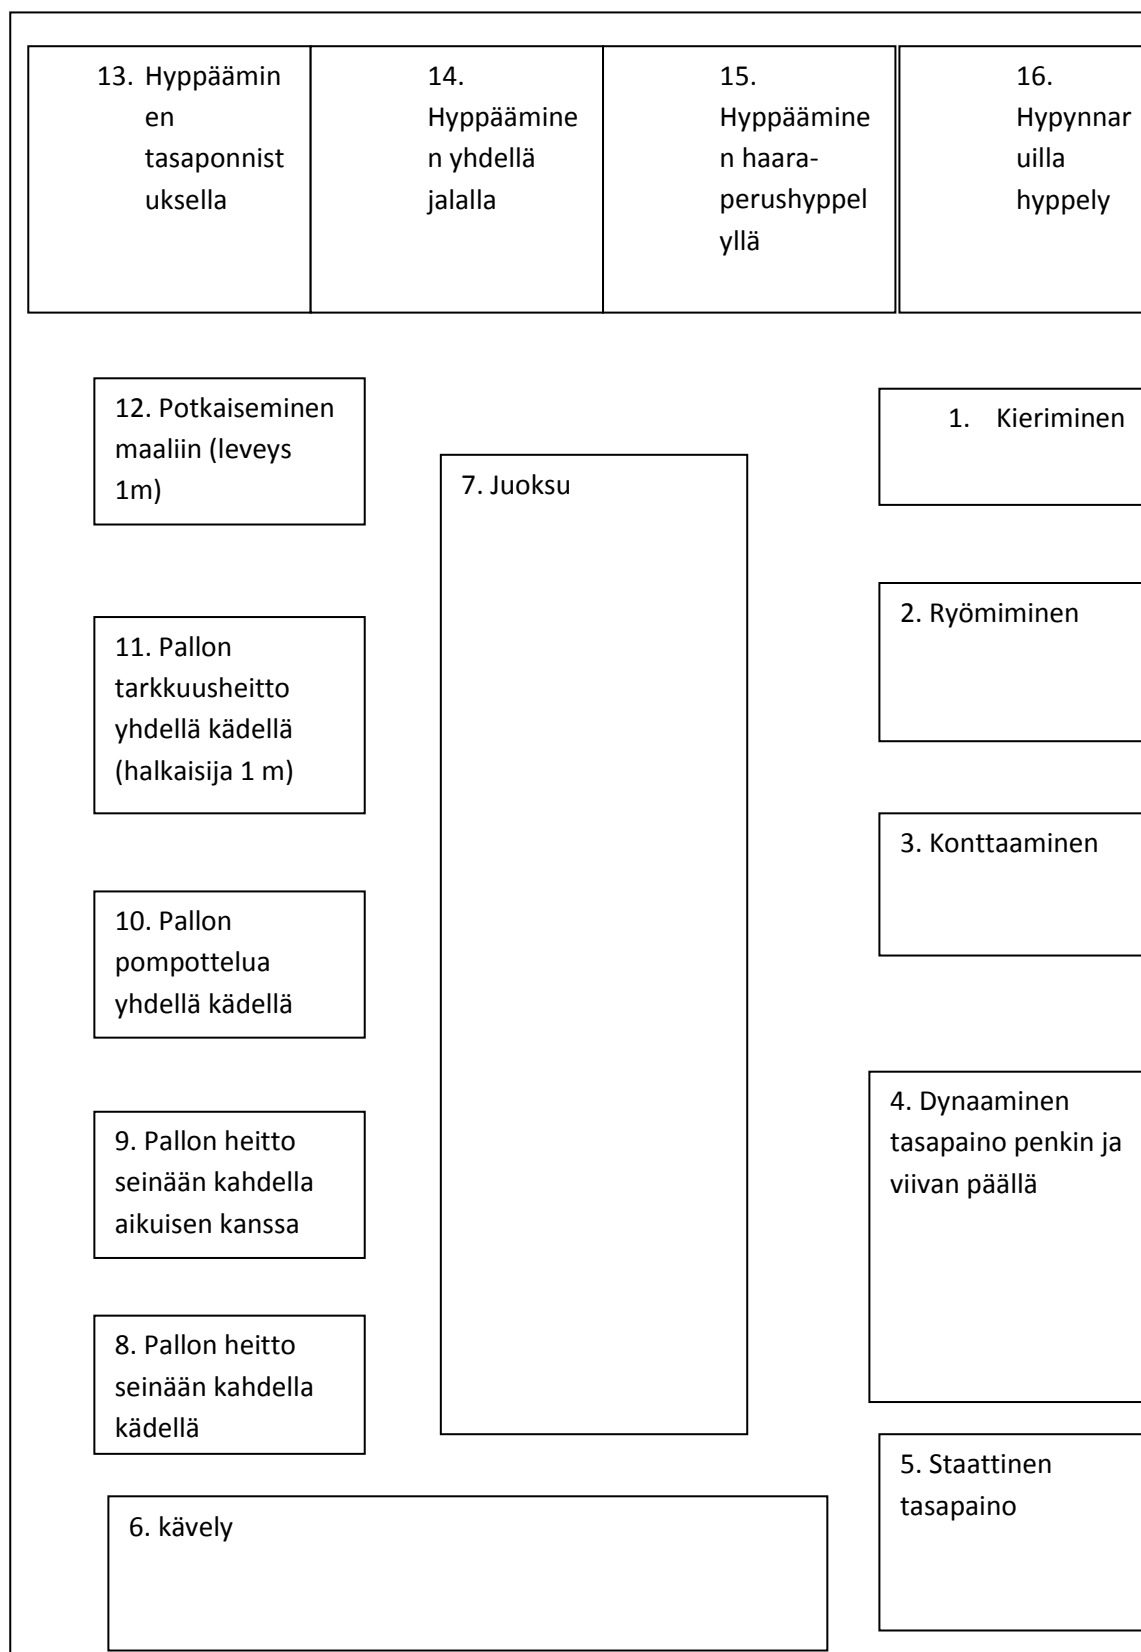 13. Hyppäämin
en
tasaponnist
uksella
14.
Hyppäämine
n yhdellä
jalalla
15.
Hyppäämine
n haara-
perushyppel
yllä
16.
Hypynnar
uilla
hyppely
12. Potkaiseminen
maaliin (leveys
1m)
7. Juoksu
1. Kieriminen
2. Ryömiminen
11. Pallon
tarkkuusheitto
yhdellä kädellä
(halkaisija 1 m)
3. Konttaaminen
10. Pallon
pompottelua
yhdellä kädellä
4. Dynaaminen
tasapaino penkin ja
viivan päällä
9. Pallon heitto
seinään kahdella
aikuisen kanssa
8. Pallon heitto
seinään kahdella
kädellä
5. Staattinen
tasapaino
6. kävely